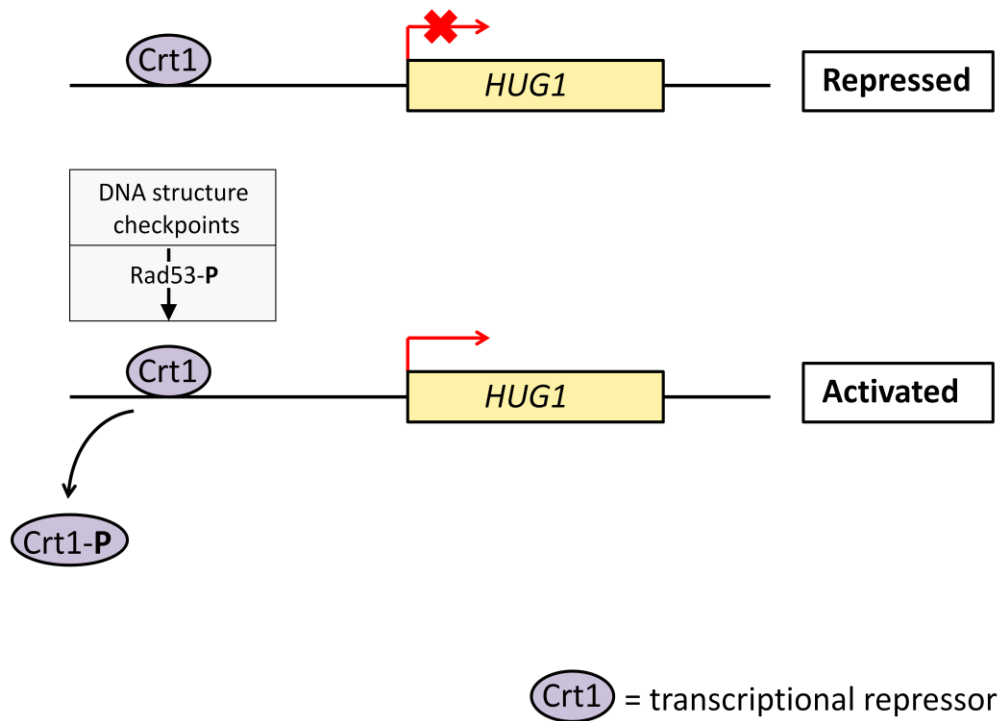 Crt1
HUG1
Repressed
DNA structure
checkpoints
Rad53-P
Crt1
HUG1
Activated
Crt1-P
Crt1 = transcriptional repressor